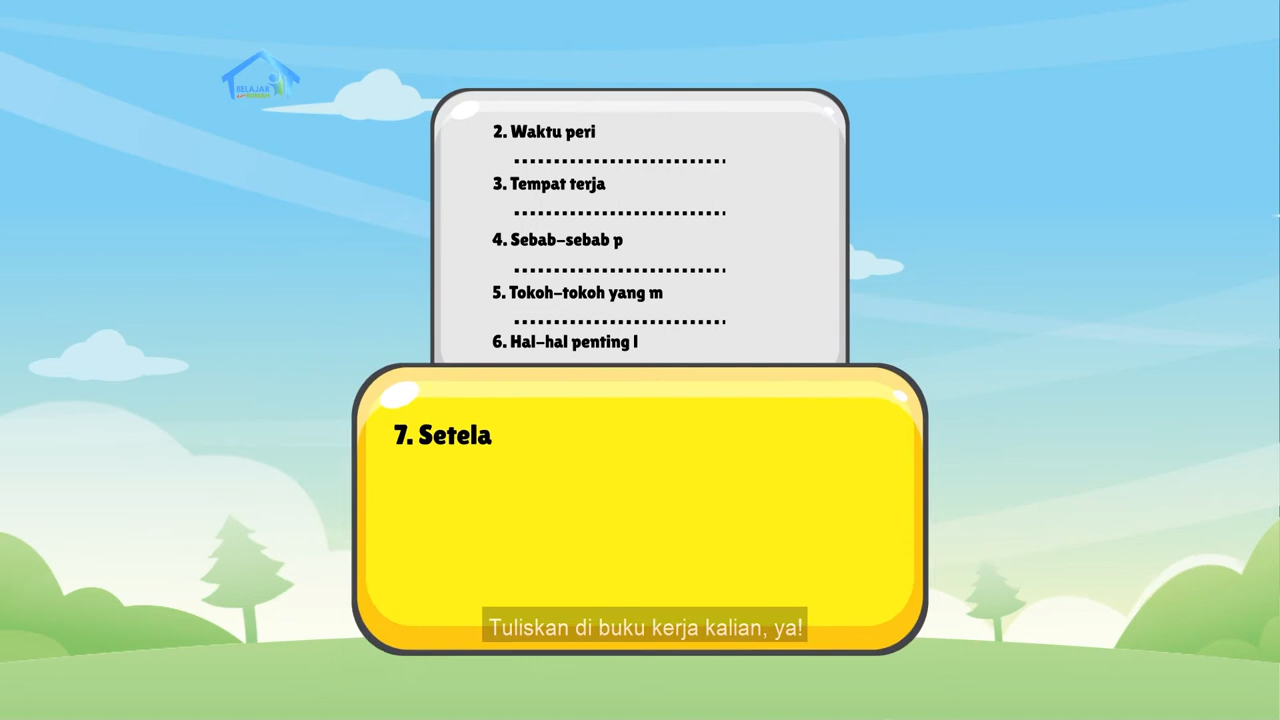 BELAJAR
2. Waktu peri
...........................
3. Tempat terja
...........................
4. Sebab-sebab p
...........................
5. Tokoh-tokoh yang m
...........................
6. Hal-hal penting l
7. Setela
Tuliskan di buku kerja kalian, ya!